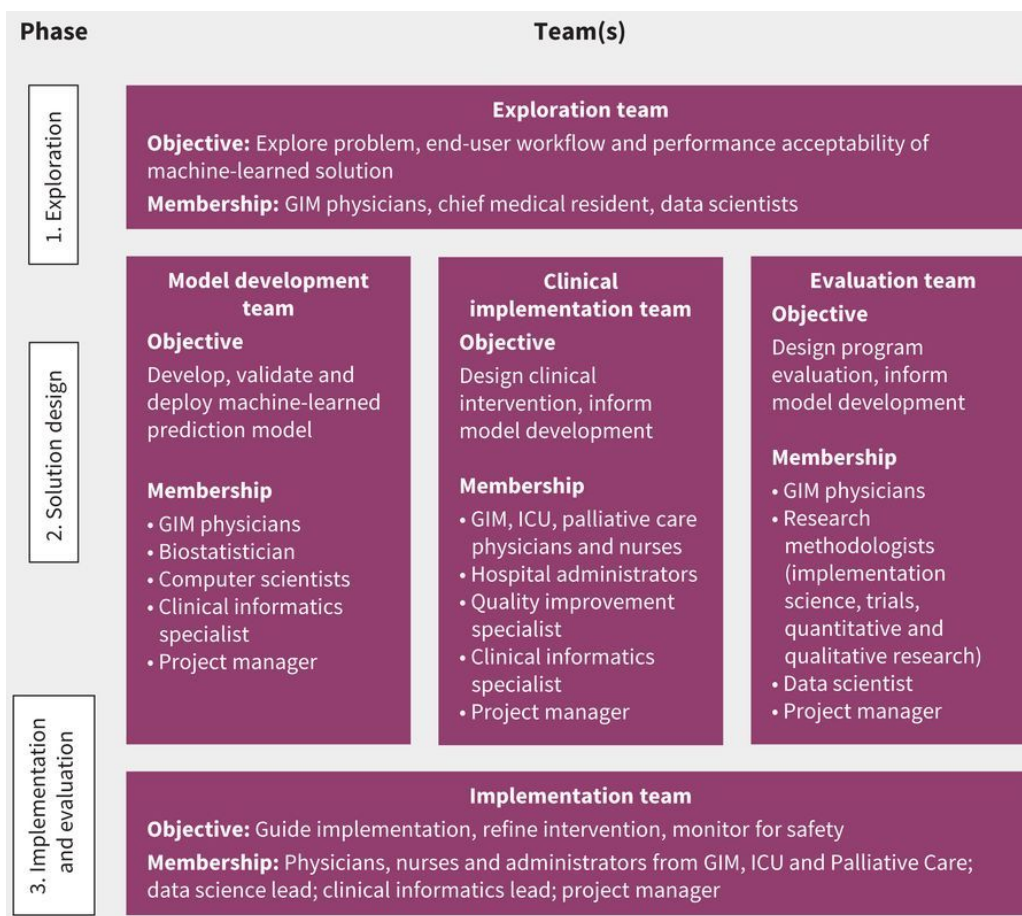 Phase
Team(s)
1. Exploration
Exploration team
Objective: Explore problem, end-user workflow and performance acceptability of
machine-learned solution
Membership: GIM physicians, chief medical resident, data scientists
2. Solution design
Model development
team
Objective
Develop, validate and
deploy machine-learned
prediction model
Membership
• GIM physicians
• Biostatistician
• Computer scientists
• Clinical informatics
specialist
• Project manager
Clinical
implementation team
Objective
Design clinical
intervention, inform
model development
Membership
• GIM, ICU, palliative care
physicians and nurses
• Hospital administrators
• Quality improvement
specialist
• Clinical informatics
specialist
• Project manager
Evaluation team
Objective
Design program
evaluation, inform
model development
Membership
• GIM physicians
• Research
methodologists
(implementation
science, trials,
quantitative and
qualitative research)
• Data scientist
• Project manager
3. Implementation
and evaluation
Implementation team
Objective: Guide implementation, refine intervention, monitor for safety
Membership: Physicians, nurses and administrators from GIM, ICU and Palliative Care;
data science lead; clinical informatics lead; project manager